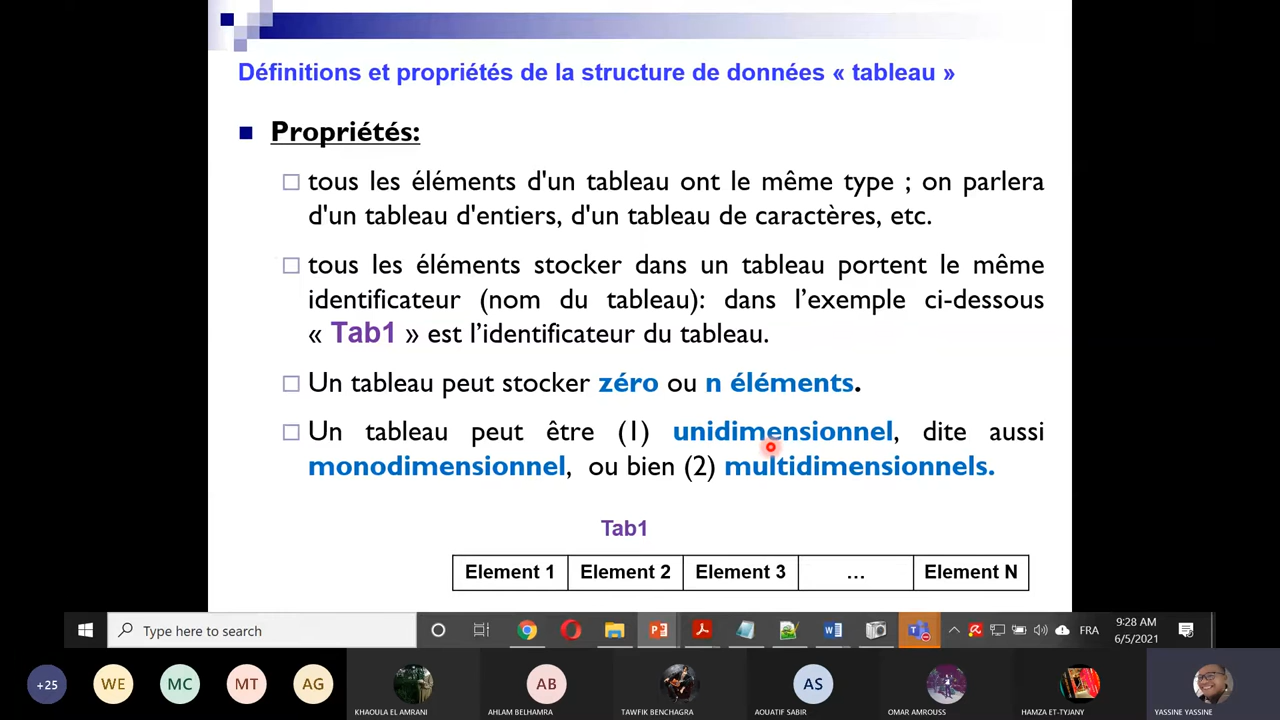 Définitions et propriétés de la structure de données « tableau »
Propriétés:
tous les éléments d'un tableau ont le même type ; on parlera
d'un tableau d'entiers, d'un tableau de caractères, etc.
tous les éléments stocker dans un tableau portent le même
identificateur (nom du tableau): dans l'exemple ci-dessous
« Tab1 » est l'identificateur du tableau.
Un tableau peut stocker zéro ou n éléments.
Un tableau peut être (1) unidimensionnel, dite aussi
monodimensionnel, ou bien (2) multidimensionnels.
Tab1
Element 1 Element 2 Element 3 ... Element N
Type here to search
FRA
9:28 AM
6/5/2021
+25 WE MC MT AG AB AS
KHAOULA EL AMRANI AHLAM BELHAMRA TAWFIK BENCHAGRA AOUATIF SABIR OMAR AMROUSS HAMZA ET-TYJANY YASSINE YASSINE